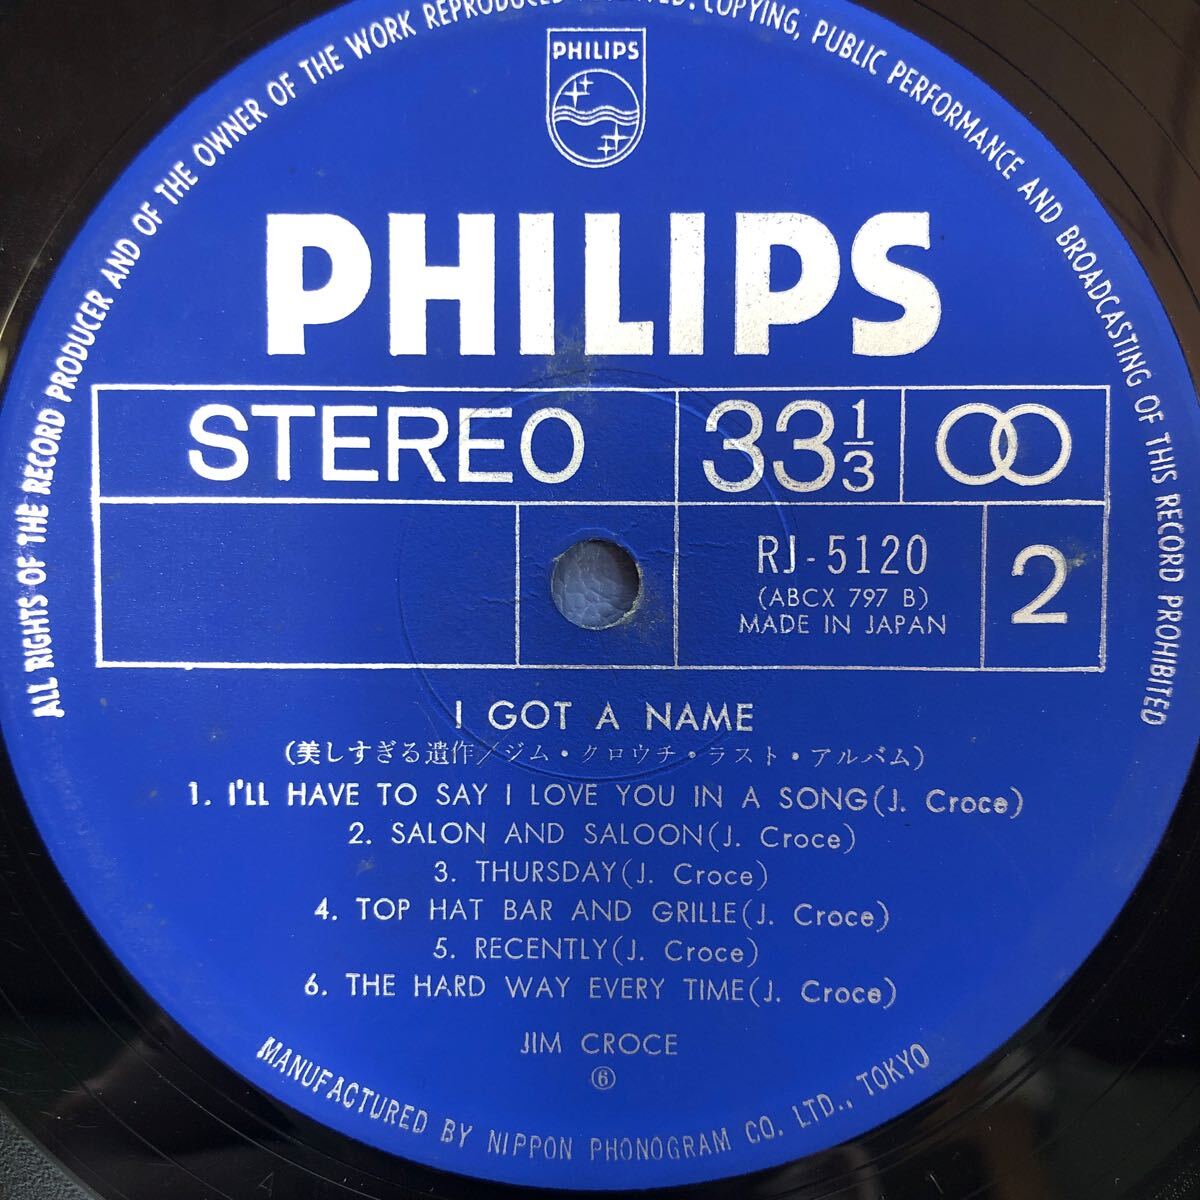 ALL RIGHTS OF THE RECORD PRODUCER AND OF THE OWNER OF THE WORK REPRODUCED RESERVED. COPYING, PUBLIC PERFORMANCE AND BROADCASTING OF THIS RECORD PROHIBITED
PHILIPS
PHILIPS
STEREO
33 1/3
RJ-5120
(ABCX 797 B)
MADE IN JAPAN
2
I GOT A NAME
(美しすぎる遺作/ジム・クロウチ・ラスト・アルバム)
1. I'LL HAVE TO SAY I LOVE YOU IN A SONG(J. Croce)
2. SALON AND SALOON(J. Croce)
3. THURSDAY(J. Croce)
4. TOP HAT BAR AND GRILLE(J. Croce)
5. RECENTLY(J. Croce)
6. THE HARD WAY EVERY TIME(J. Croce)
JIM CROCE
⑥
MANUFACTURED BY NIPPON PHONOGRAM CO. LTD., TOKYO